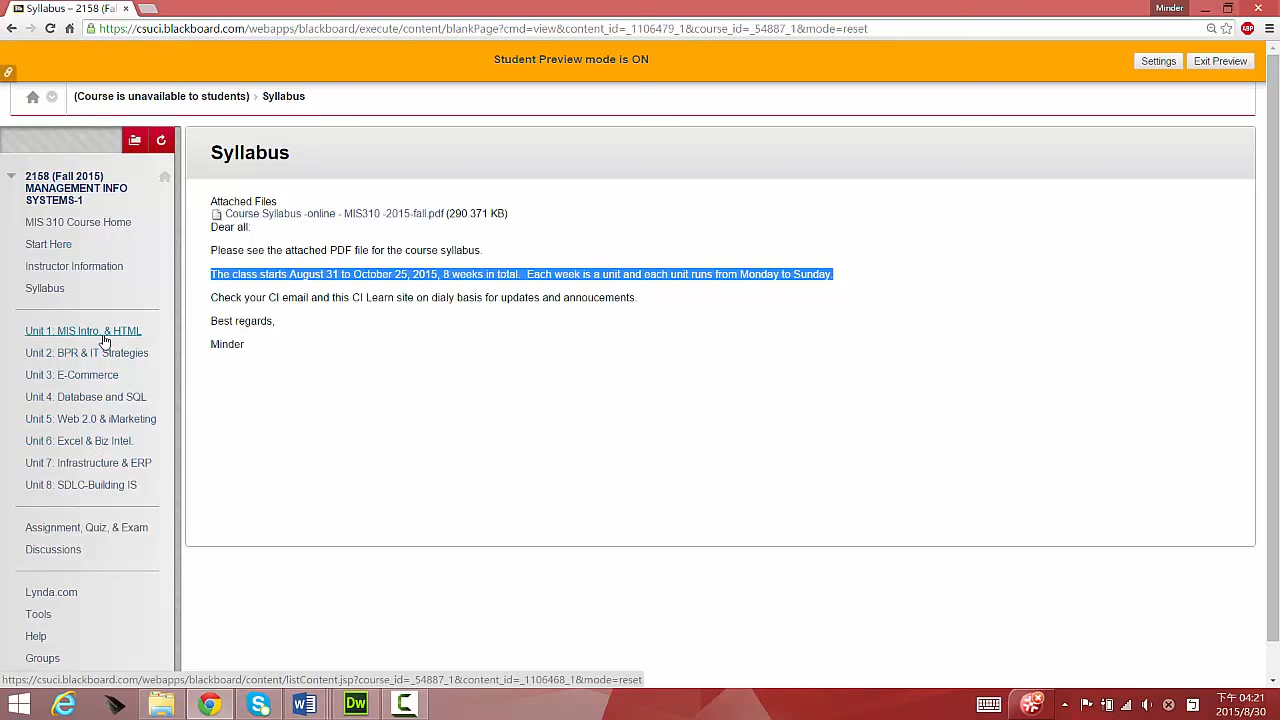 Syllabus – 2158 (Fal
Minder
https://csuci.blackboard.com/webapps/blackboard/execute/content/blankPage?cmd=view&content_id=_1106479_1&course_id=_54887_1&mode=reset
ABP
Student Preview mode is ON
Settings
Exit Preview
(Course is unavailable to students) › Syllabus
2158 (Fall 2015)
MANAGEMENT INFO
SYSTEMS-1
MIS 310 Course Home
Start Here
Instructor Information
Syllabus
Unit 1: MIS Intro. & HTML
Unit 2: BPR & IT Strategies
Unit 3: E-Commerce
Unit 4: Database and SQL
Unit 5: Web 2.0 & iMarketing
Unit 6: Excel & Biz Intel.
Unit 7: Infrastructure & ERP
Unit 8: SDLC-Building IS
Assignment, Quiz, & Exam
Discussions
Lynda.com
Tools
Help
Groups
Syllabus
Attached Files
Course Syllabus -online - MIS310 -2015-fall.pdf (290.371 KB)
Dear all:
Please see the attached PDF file for the course syllabus.
The class starts August 31 to October 25, 2015, 8 weeks in total. Each week is a unit and each unit runs from Monday to Sunday.
Check your CI email and this CI Learn site on dialy basis for updates and annoucements.
Best regards,
Minder
https://csuci.blackboard.com/webapps/blackboard/content/listContent.jsp?course_id=_54887_1&content_id=_1106468_1&mode=reset
Dw
下午 04:21
2015/8/30